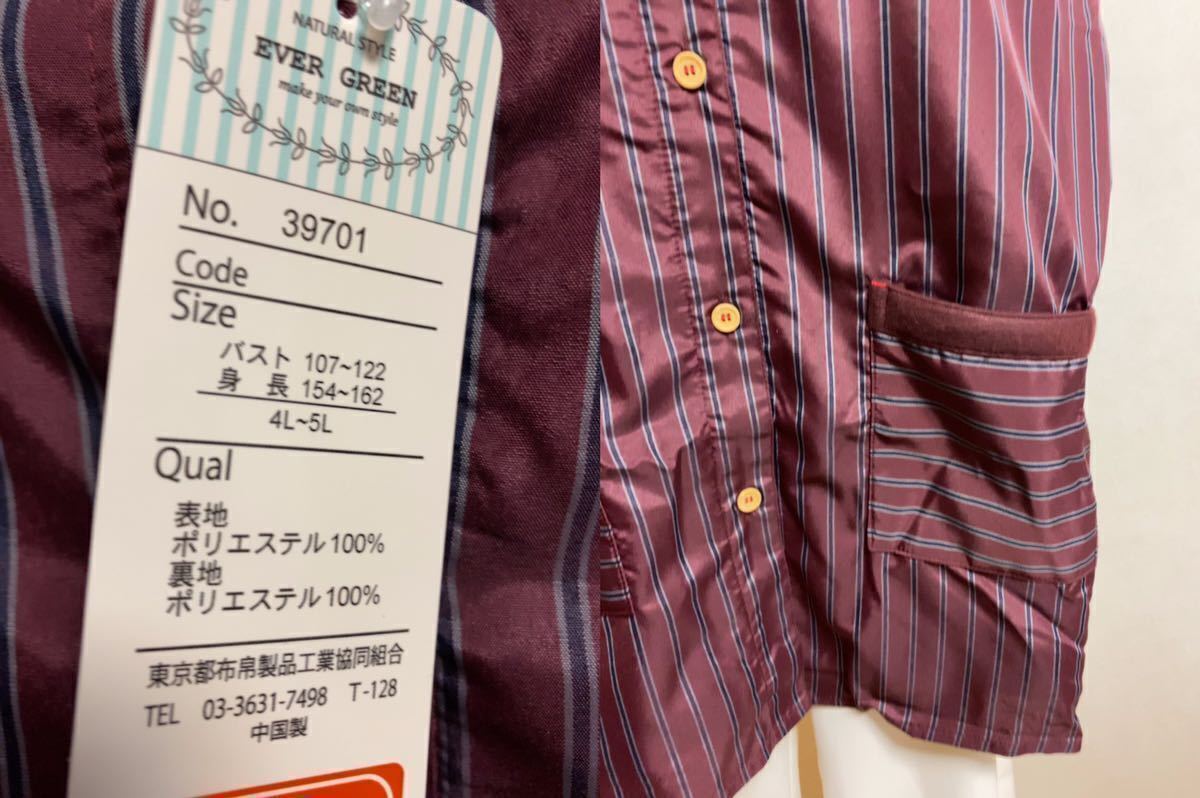 NATURAL STYLE
EVER GREEN
make your own style
No. 39701
Code
Size
バスト 107~122
身 長 154~162
4L~5L
Qual
表地
ポリエステル100%
裏地
ポリエステル100%
東京都布帛製品工業協同組合
TEL 03-3631-7498 T-128
中国製